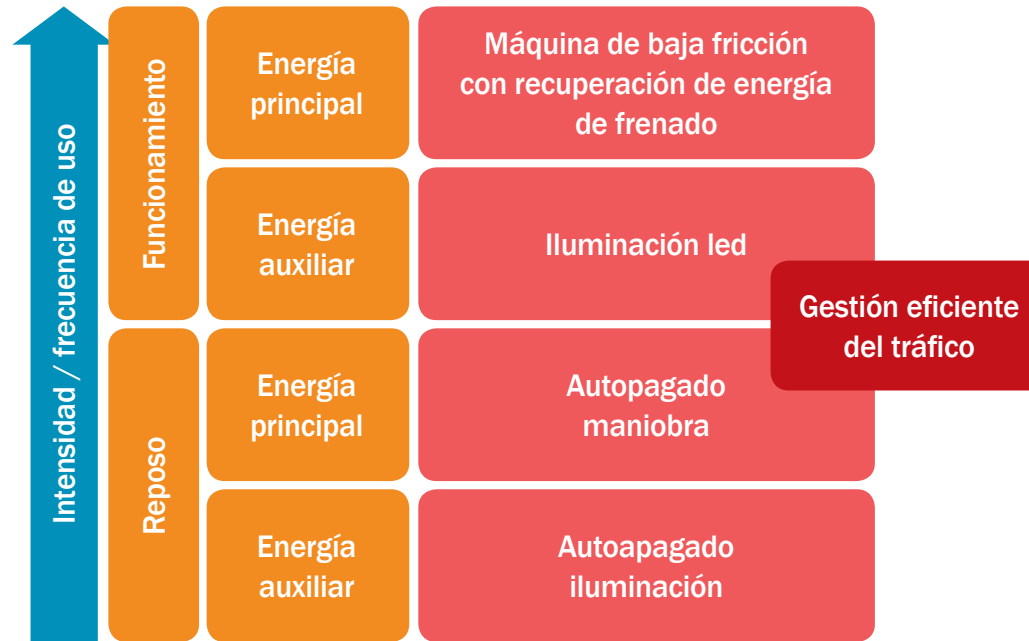 Intensidad / frecuencia de uso
Funcionamiento
Energía
principal
Máquina de baja fricción
con recuperación de energía
de frenado
Energía
auxiliar
Iluminación led
Gestión eficiente
del tráfico
Reposo
Energía
principal
Autopagado
maniobra
Energía
auxiliar
Autoapagado
iluminación